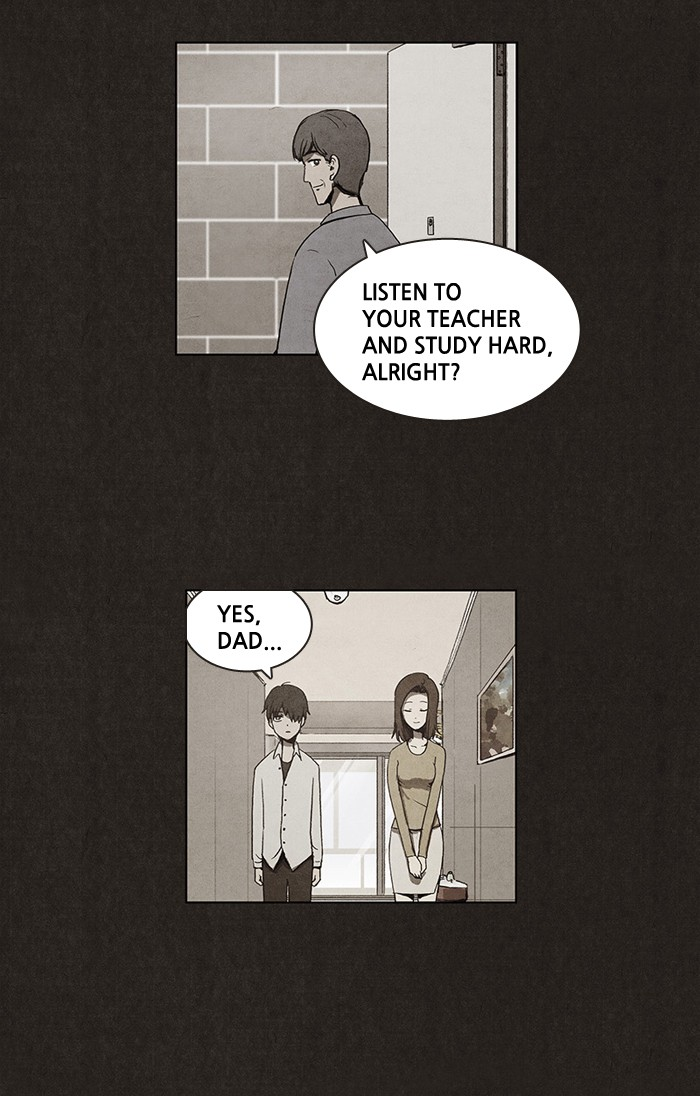 LISTEN TO
YOUR TEACHER
AND STUDY HARD,
ALRIGHT?
YES,
DAD...